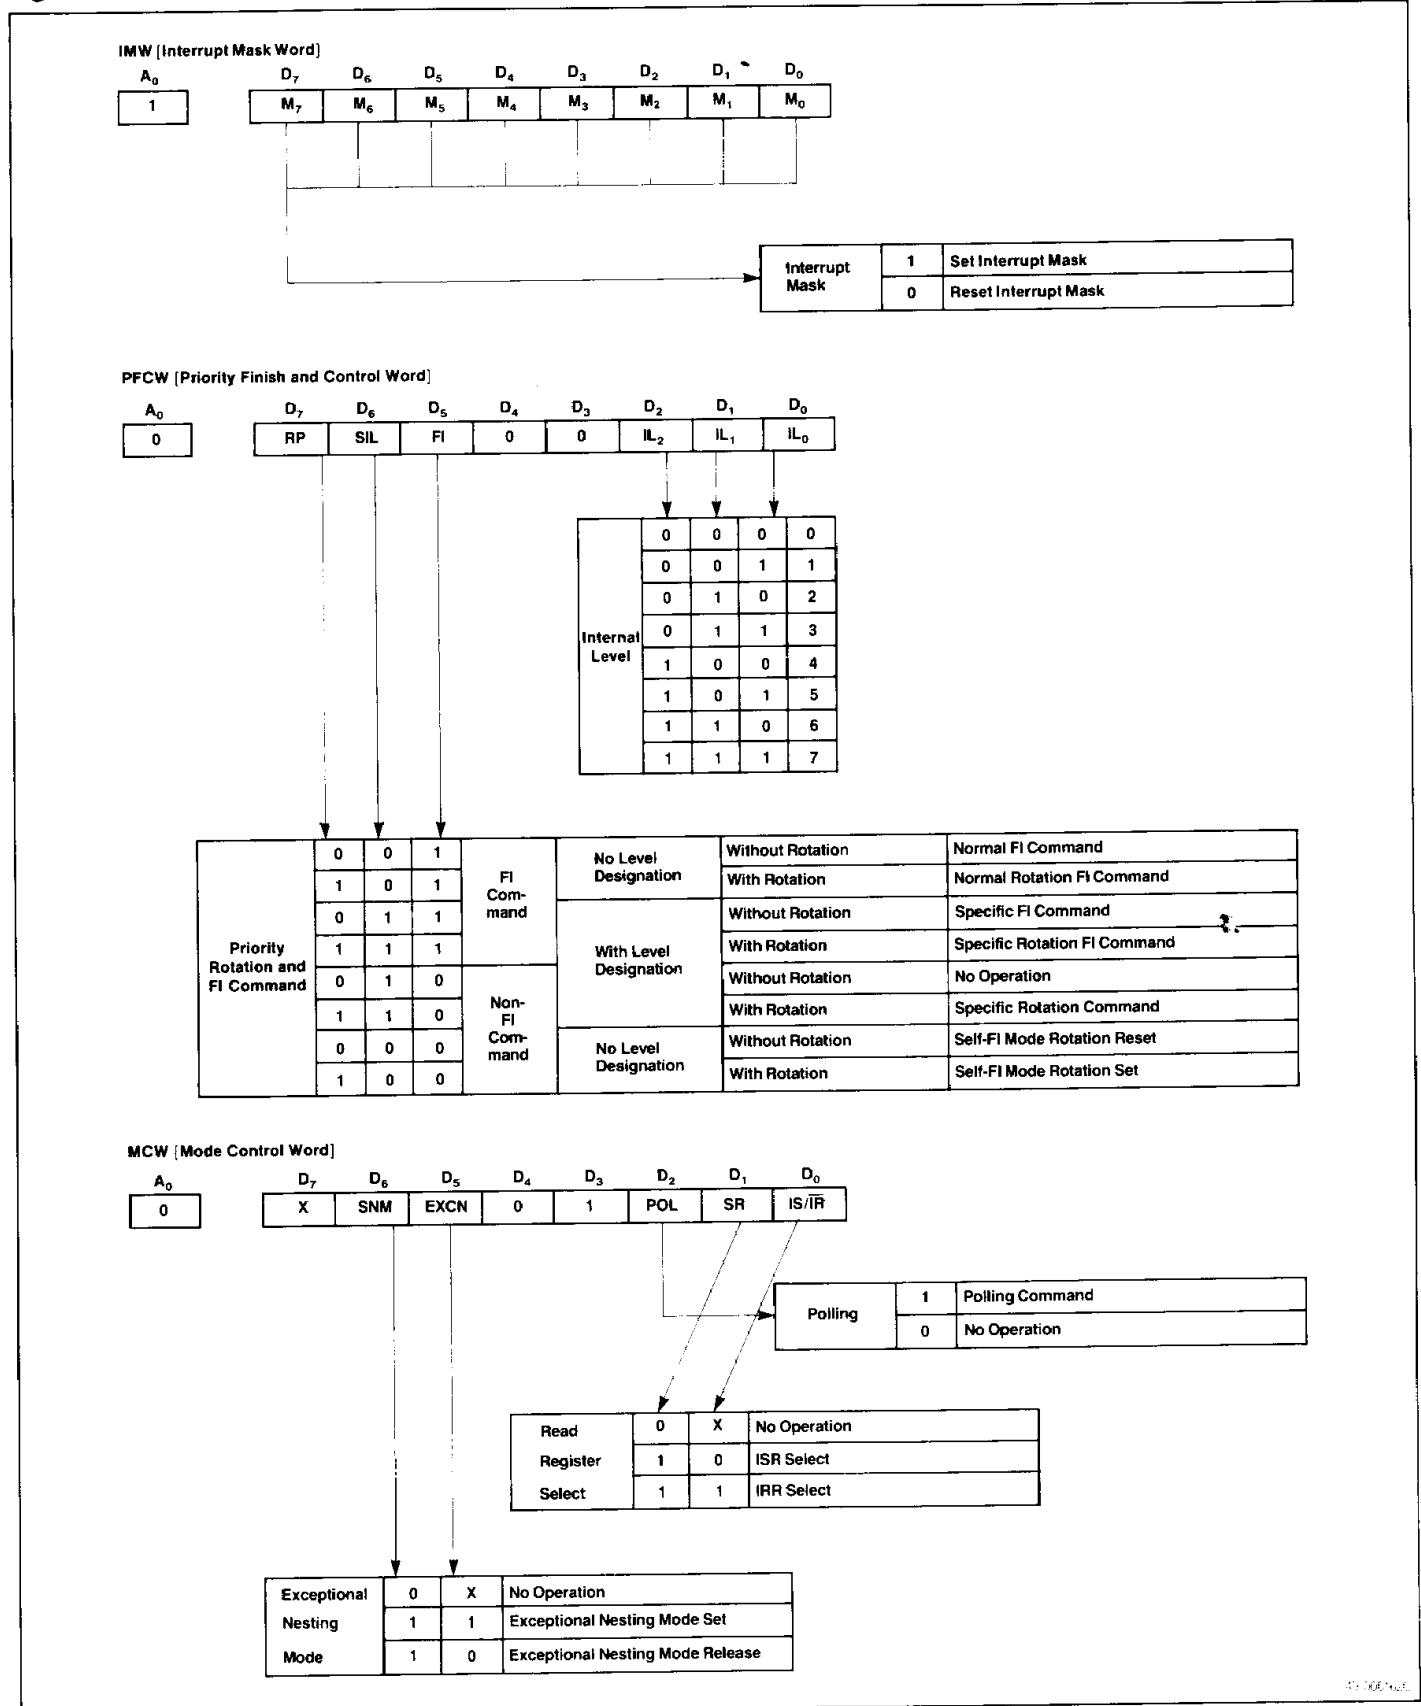 IMW [Interrupt Mask Word]
A₀ D₇ D₆ D₅ D₄ D₃ D₂ D₁ D₀
1 M₇ M₆ M₅ M₄ M₃ M₂ M₁ M₀
Interrupt Mask
1 Set Interrupt Mask
0 Reset Interrupt Mask
PFCW [Priority Finish and Control Word]
A₀ D₇ D₆ D₅ D₄ D₃ D₂ D₁ D₀
0 RP SIL FI 0 0 IL₂ IL₁ IL₀
Internal Level
0 0 0 0
0 0 1 1
0 1 0 2
0 1 1 3
1 0 0 4
1 0 1 5
1 1 0 6
1 1 1 7
Priority
Rotation and
FI Command
0 0 1 FI Com-mand No Level Designation Without Rotation Normal FI Command
1 0 1 With Rotation Normal Rotation FI Command
0 1 1 With Level Designation Without Rotation Specific FI Command
1 1 1 With Rotation Specific Rotation FI Command
0 1 0 Non-FI Com-mand Without Rotation No Operation
1 1 0 With Rotation Specific Rotation Command
0 0 0 No Level Designation Without Rotation Self-FI Mode Rotation Reset
1 0 0 With Rotation Self-FI Mode Rotation Set
MCW [Mode Control Word]
A₀ D₇ D₆ D₅ D₄ D₃ D₂ D₁ D₀
0 X SNM EXCN 0 1 POL SR IS/I̅R̅
Polling
1 Polling Command
0 No Operation
Read Register Select
0 X No Operation
1 0 ISR Select
1 1 IRR Select
Exceptional Nesting Mode
0 X No Operation
1 1 Exceptional Nesting Mode Set
1 0 Exceptional Nesting Mode Release